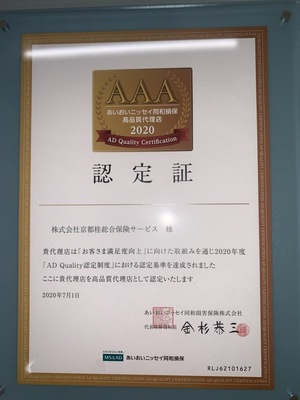 AAA
あいおいニッセイ同和損保
高品質代理店
2020
AD Quality Certification
認定証
株式会社京都桂総合保険サービス 様
貴代理店は「お客さま満足度向上」に向けた取組みを通じ2020年度
「AD Quality認定制度」における認定基準を達成されました
ここに貴代理店を高品質代理店として認定いたします
2020年7月1日
あいおいニッセイ同和損害保険株式会社
代表取締役社長 金杉恭三
MS&AD あいおいニッセイ同和損保
RLJ62101627